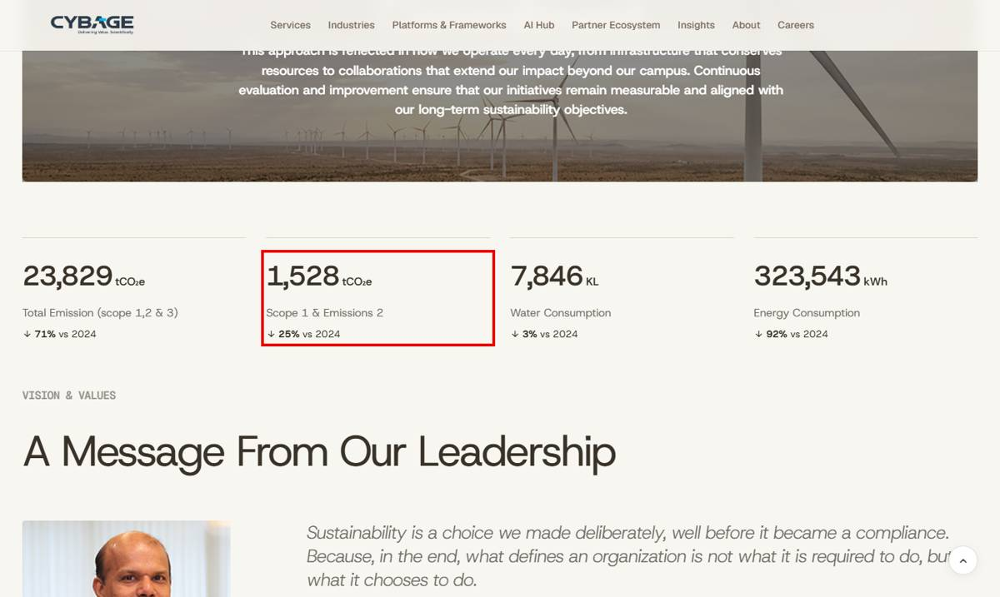 CYBAGE
Delivering Value. Scientifically.
Services Industries Platforms & Frameworks AI Hub Partner Ecosystem Insights About Careers
This approach is reflected in how we operate every day, from infrastructure that conserves
resources to collaborations that extend our impact beyond our campus. Continuous
evaluation and improvement ensure that our initiatives remain measurable and aligned with
our long-term sustainability objectives.
23,829 tCO₂e
Total Emission (scope 1,2 & 3)
↓ 71% vs 2024
1,528 tCO₂e
Scope 1 & Emissions 2
↓ 25% vs 2024
7,846 KL
Water Consumption
↓ 3% vs 2024
323,543 kWh
Energy Consumption
↓ 92% vs 2024
VISION & VALUES
A Message From Our Leadership
Sustainability is a choice we made deliberately, well before it became a compliance.
Because, in the end, what defines an organization is not what it is required to do, but
what it chooses to do.